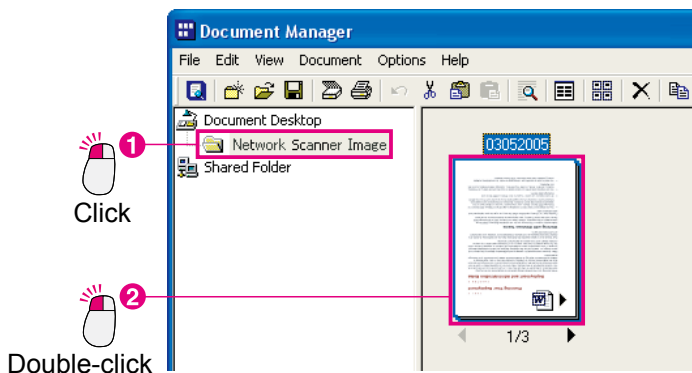 Document Manager
File Edit View Document Options Help
Document Desktop
1 Network Scanner Image
Shared Folder
Click
03052005
2
W
1/3
Double-click